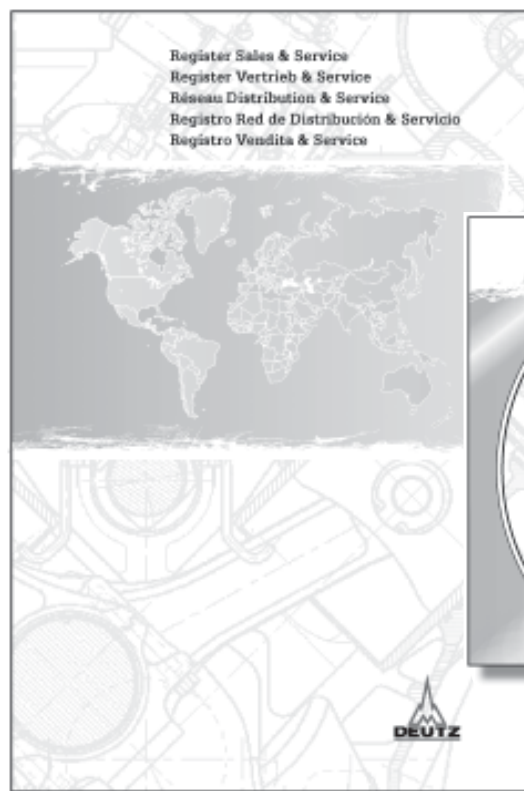 Register Sales & Service
Register Vertrieb & Service
Réseau Distribution & Service
Registro Red de Distribución & Servicio
Registro Vendita & Service
DEUTZ